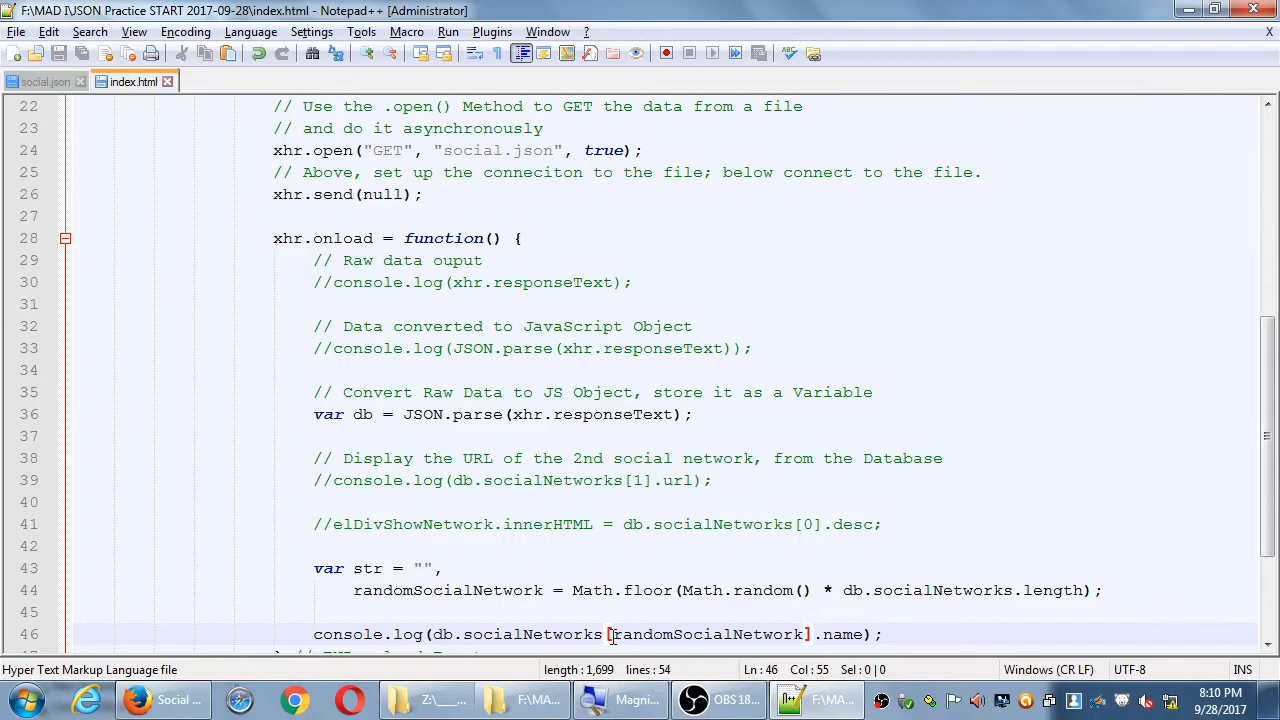 F:\MAD I\JSON Practice START 2017-09-28\index.html - Notepad++ [Administrator]
File Edit Search View Encoding Language Settings Tools Macro Run Plugins Window ? X
social.json index.html
22 // Use the .open() Method to GET the data from a file
23 // and do it asynchronously
24 xhr.open("GET", "social.json", true);
25 // Above, set up the conneciton to the file; below connect to the file.
26 xhr.send(null);
27
28 xhr.onload = function() {
29 // Raw data ouput
30 //console.log(xhr.responseText);
31
32 // Data converted to JavaScript Object
33 //console.log(JSON.parse(xhr.responseText));
34
35 // Convert Raw Data to JS Object, store it as a Variable
36 var db = JSON.parse(xhr.responseText);
37
38 // Display the URL of the 2nd social network, from the Database
39 //console.log(db.socialNetworks[1].url);
40
41 //elDivShowNetwork.innerHTML = db.socialNetworks[0].desc;
42
43 var str = "",
44 randomSocialNetwork = Math.floor(Math.random() * db.socialNetworks.length);
45
46 console.log(db.socialNetworks[randomSocialNetwork].name);
Hyper Text Markup Language file length : 1,699 lines : 54 Ln : 46 Col : 55 Sel : 0 | 0 Windows (CR LF) UTF-8 INS
Social ... Z:\____... F:\MA... Magni... OBS 18... F:\MA... 8:10 PM
9/28/2017